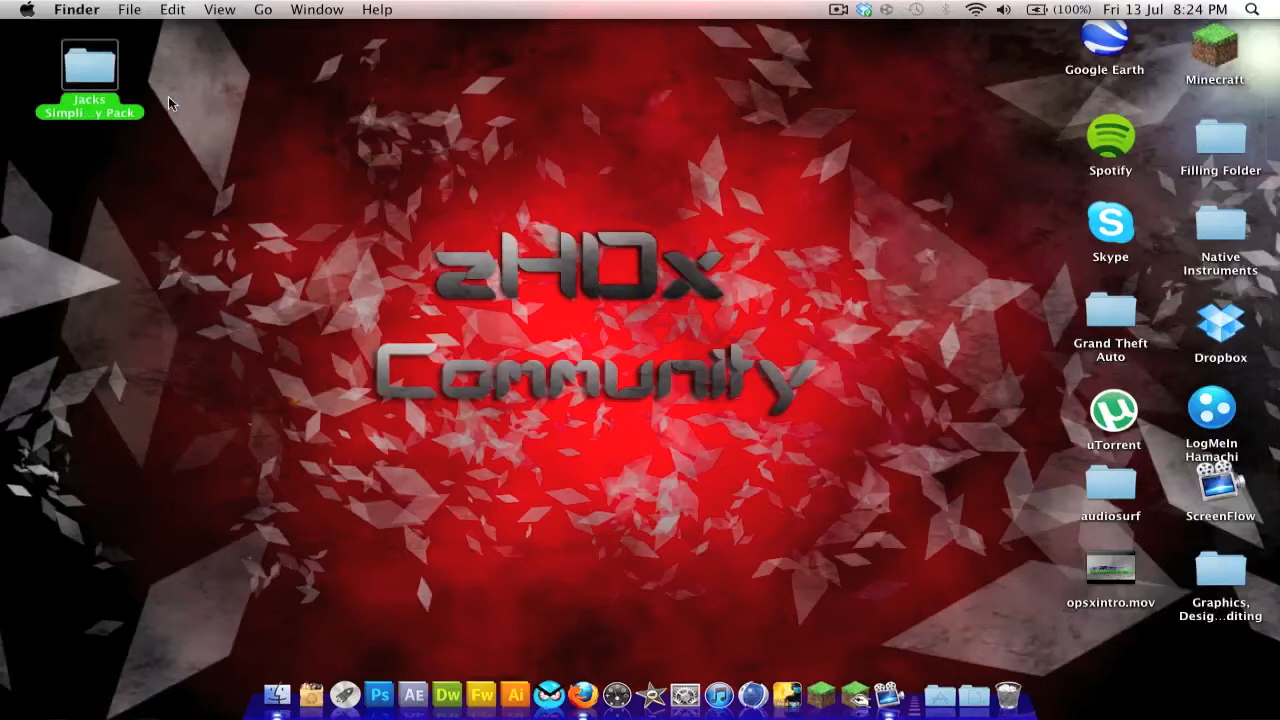 Finder File Edit View Go Window Help
(100%) Fri 13 Jul 8:24 PM
Jacks
Simpli...y Pack
Google Earth
Minecraft
Spotify
Filling Folder
Skype
Native
Instruments
Grand Theft
Auto
Dropbox
uTorrent
LogMeIn
Hamachi
audiosurf
ScreenFlow
opsxintro.mov
Graphics,
Desig...diting
zHDx
Community
Ps AE Dw Fw Ai